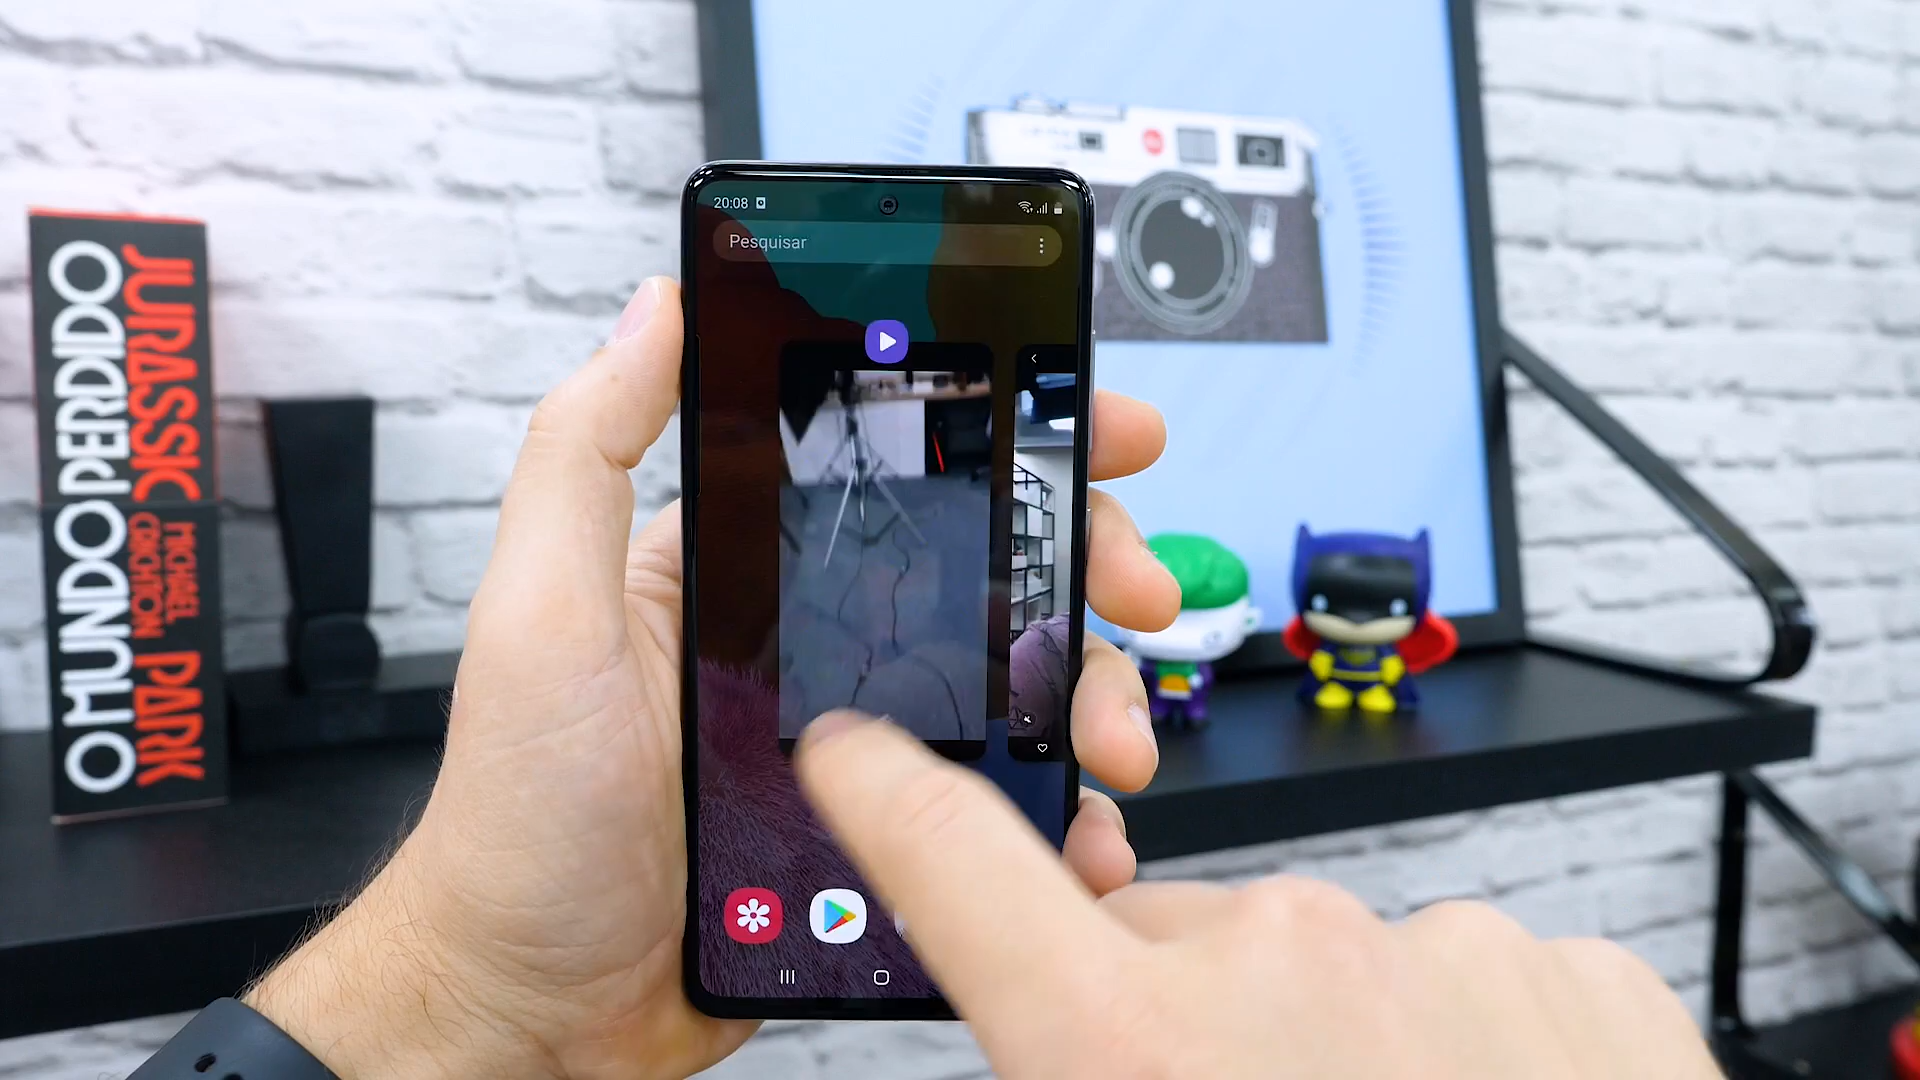 O MUNDO PERDIDO
JURASSIC PARK
MICHAEL
CRICHTON
20:08
Pesquisar